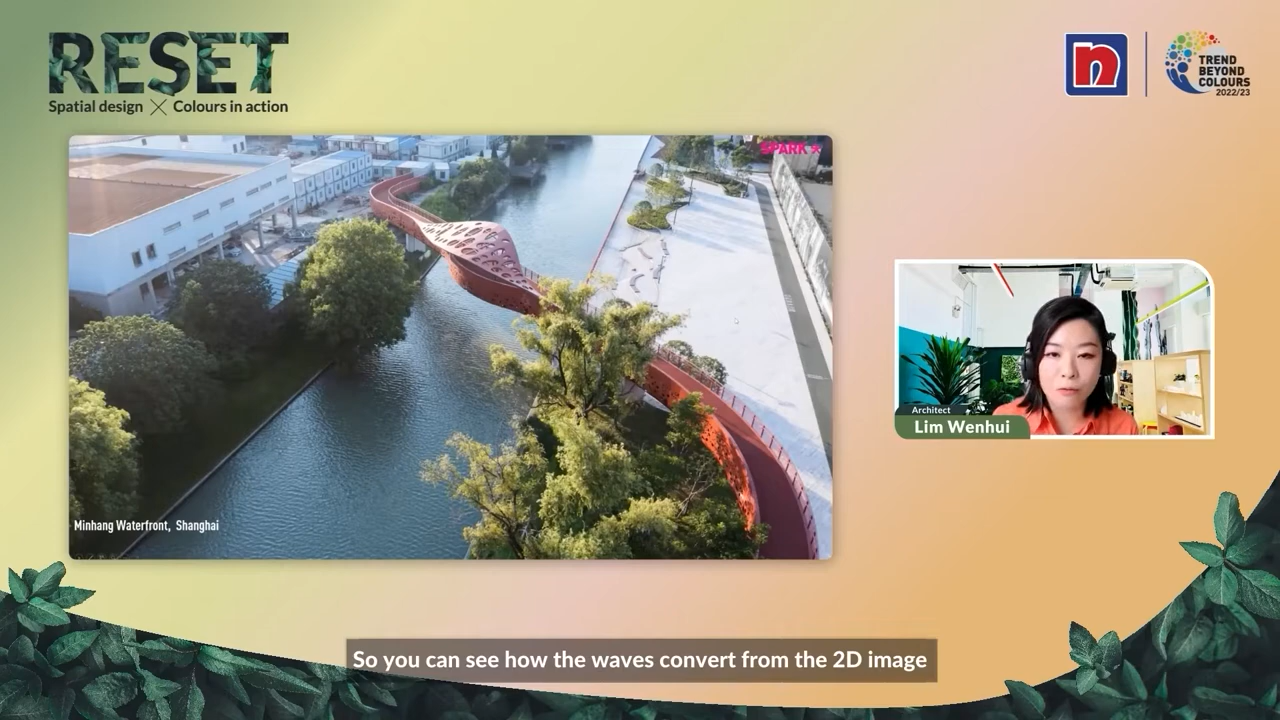 RESET
Spatial design X Colours in action
n
TREND
BEYOND
COLOURS
2022/23
SPARK
Minhang Waterfront, Shanghai
Architect
Lim Wenhui
So you can see how the waves convert from the 2D image